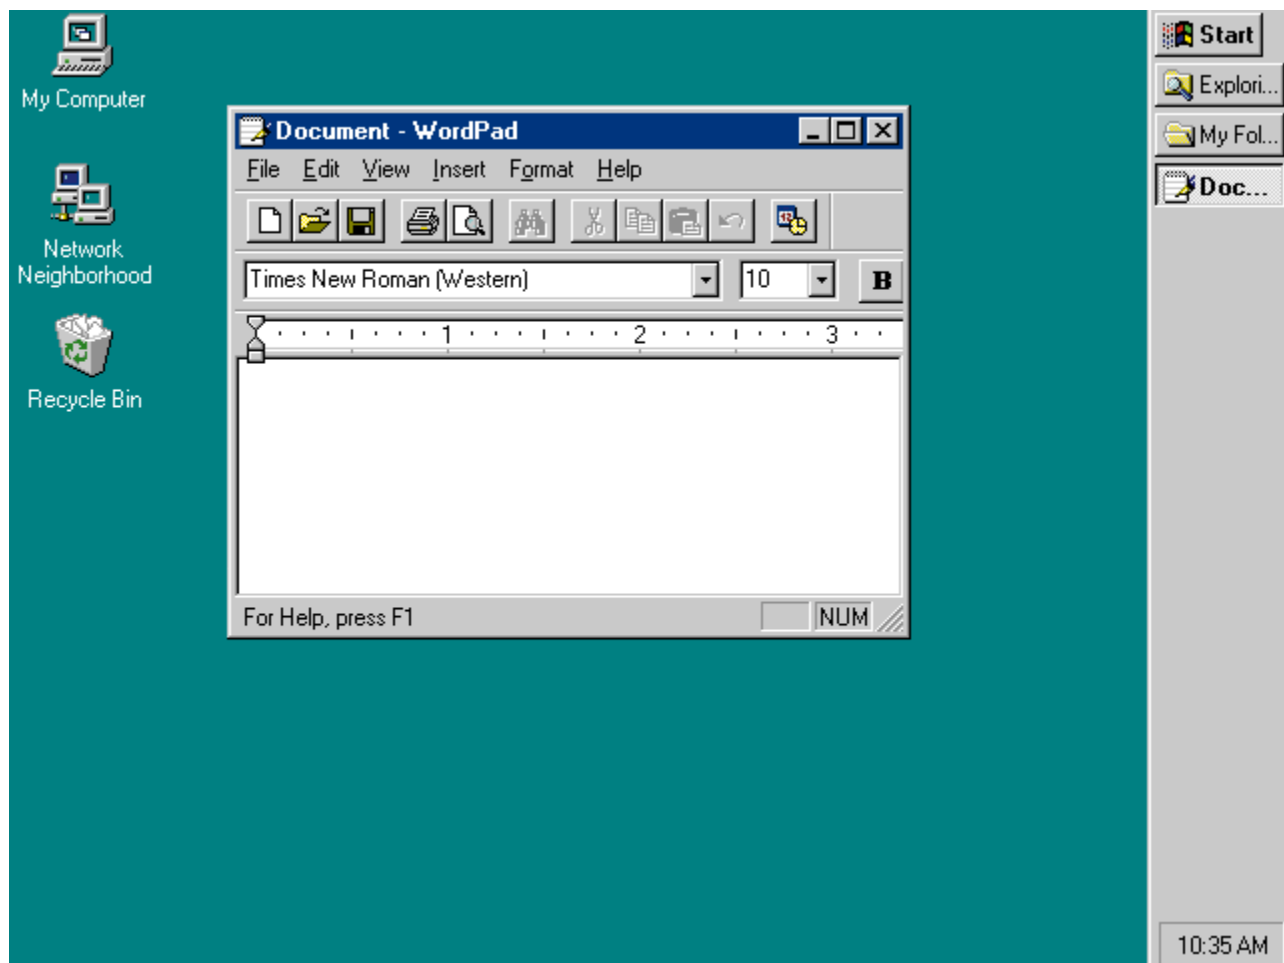 My Computer
Network
Neighborhood
Recycle Bin
Document - WordPad
File Edit View Insert Format Help
Times New Roman (Western) 10 B
1 2 3
For Help, press F1 NUM
Start
Explori...
My Fol...
Doc...
10:35 AM